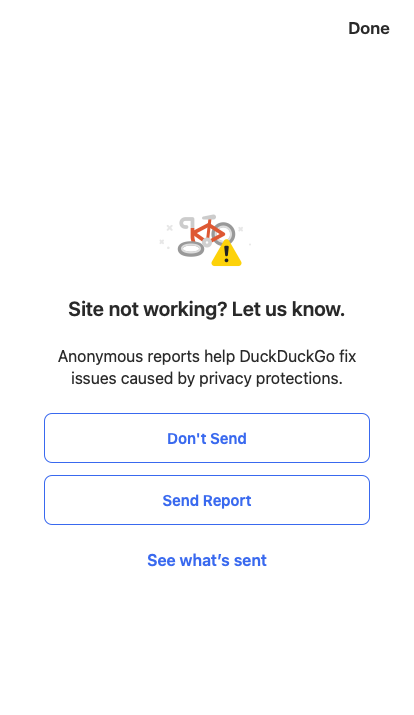 Done
Site not working? Let us know.
Anonymous reports help DuckDuckGo fix
issues caused by privacy protections.
Don't Send
Send Report
See what’s sent